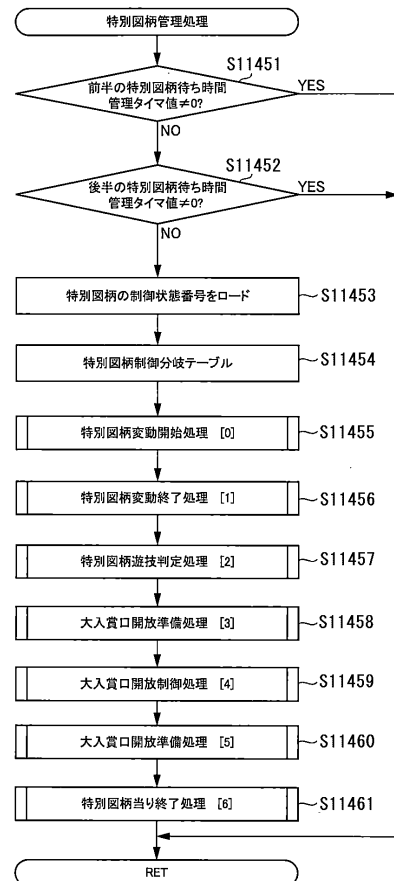 特別図柄管理処理
S11451
前半の特別図柄待ち時間
管理タイマ値≠0?
YES
NO
S11452
後半の特別図柄待ち時間
管理タイマ値≠0?
YES
NO
特別図柄の制御状態番号をロード
S11453
特別図柄制御分岐テーブル
S11454
特別図柄変動開始処理 [0]
S11455
特別図柄変動終了処理 [1]
S11456
特別図柄遊技判定処理 [2]
S11457
大入賞口開放準備処理 [3]
S11458
大入賞口開放制御処理 [4]
S11459
大入賞口開放準備処理 [5]
S11460
特別図柄当り終了処理 [6]
S11461
RET